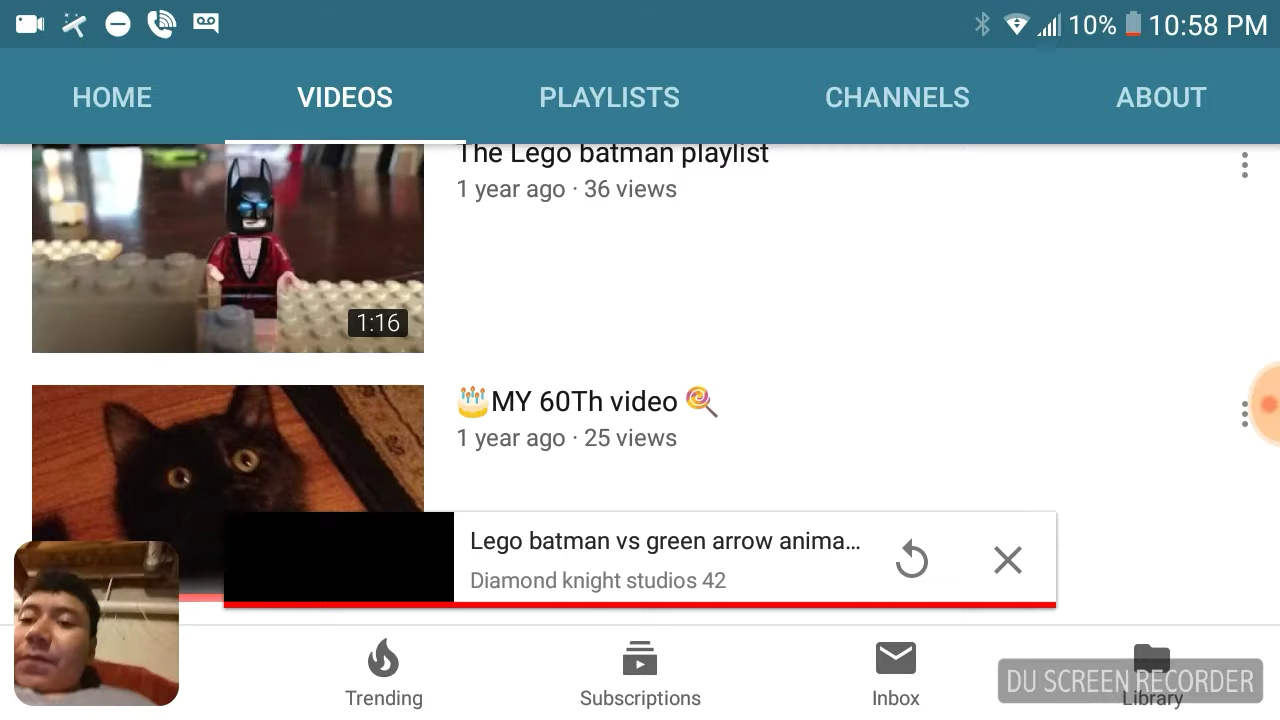 10% 10:58 PM
HOME VIDEOS PLAYLISTS CHANNELS ABOUT
The Lego batman playlist
1 year ago · 36 views
1:16
🎂MY 60Th video 🍭
1 year ago · 25 views
Lego batman vs green arrow anima...
Diamond knight studios 42
Trending Subscriptions Inbox Library
DU SCREEN RECORDER